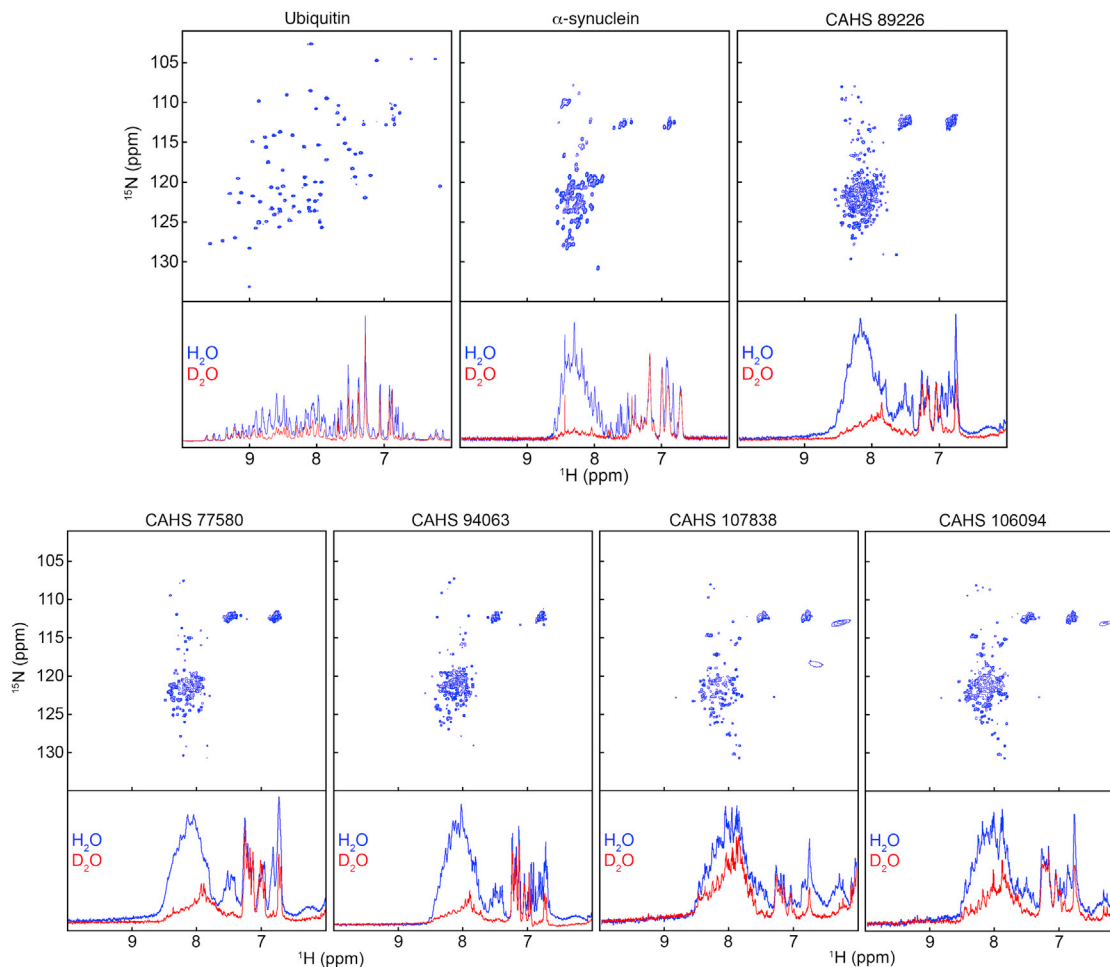 Ubiquitin
α-synuclein
CAHS 89226
105
110
115
120
125
130
¹⁵N (ppm)
H₂O
D₂O
H₂O
D₂O
H₂O
D₂O
9 8 7
9 8 7
9 8 7
¹H (ppm)
CAHS 77580
CAHS 94063
CAHS 107838
CAHS 106094
105
110
115
120
125
130
¹⁵N (ppm)
H₂O
D₂O
H₂O
D₂O
H₂O
D₂O
H₂O
D₂O
9 8 7
9 8 7
9 8 7
9 8 7
¹H (ppm)
¹H (ppm)